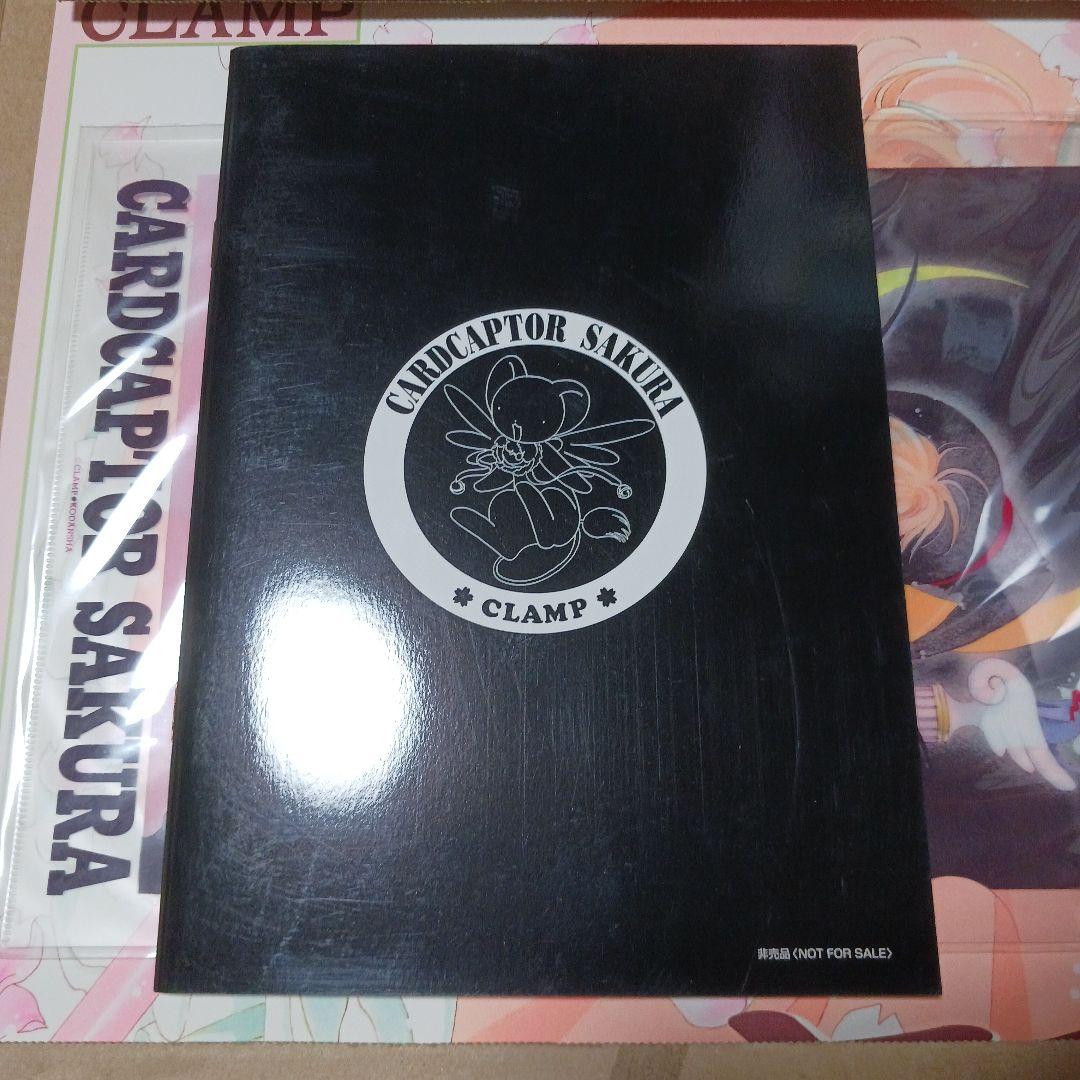 CLAMP
CARDCAPTOR SAKURA
©CLAMP・KODANSHA
CARDCAPTOR SAKURA
CLAMP
非売品〈NOT FOR SALE〉